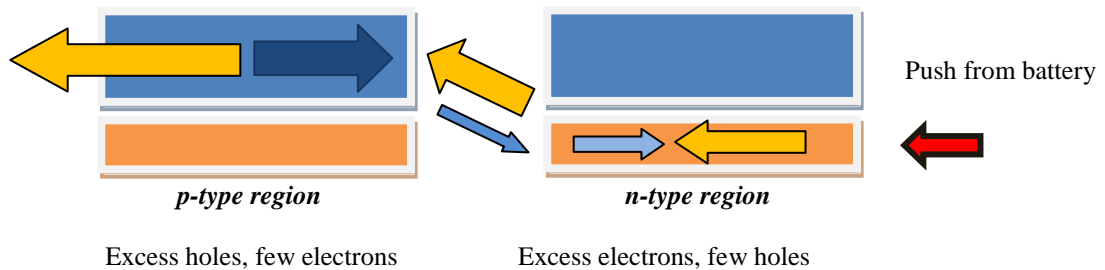 Push from battery
p-type region
n-type region
Excess holes, few electrons
Excess electrons, few holes